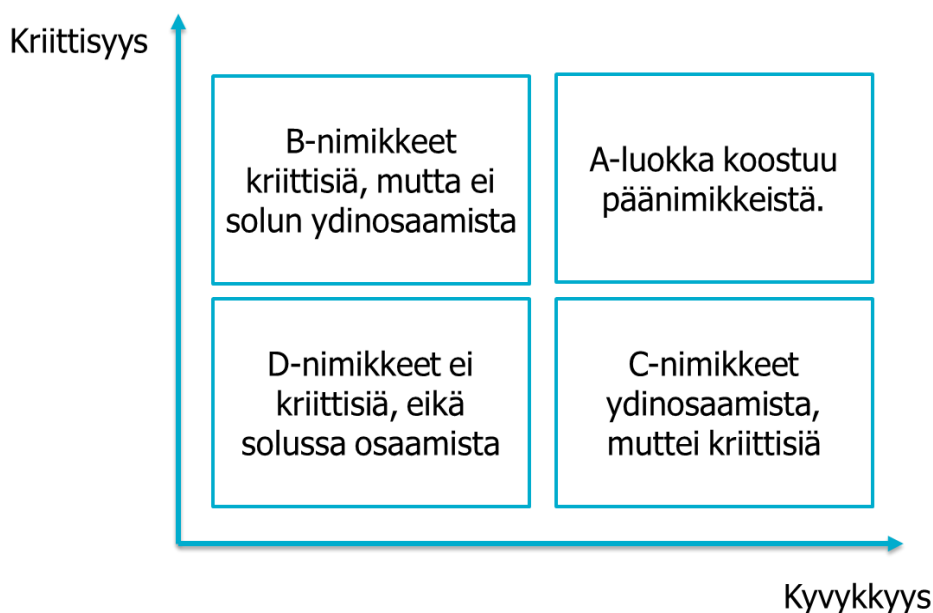 Kriittisyys
B-nimikkeet
kriittisiä, mutta ei
solun ydinosaamista
A-luokka koostuu
päänimikkeistä.
D-nimikkeet ei
kriittisiä, eikä
solussa osaamista
C-nimikkeet
ydinosaamista,
muttei kriittisiä
Kyvykkyys